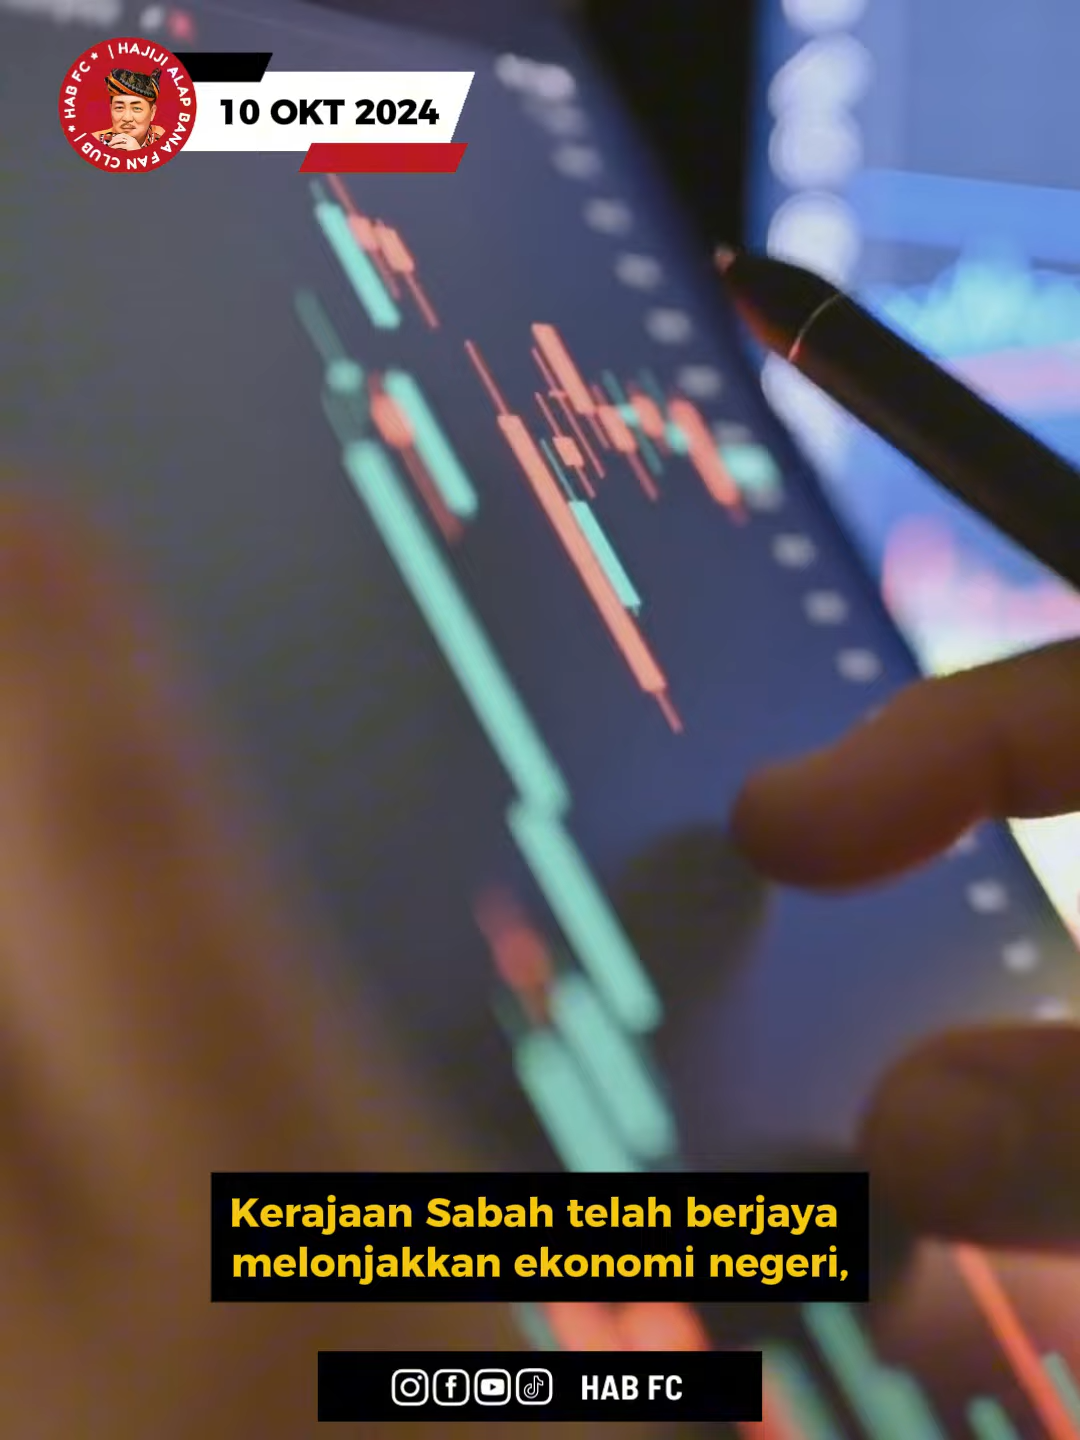 | HAJIJI ALAP BANA FAN CLUB | * HAB FC *
10 OKT 2024
Kerajaan Sabah telah berjaya
melonjakkan ekonomi negeri,
HAB FC